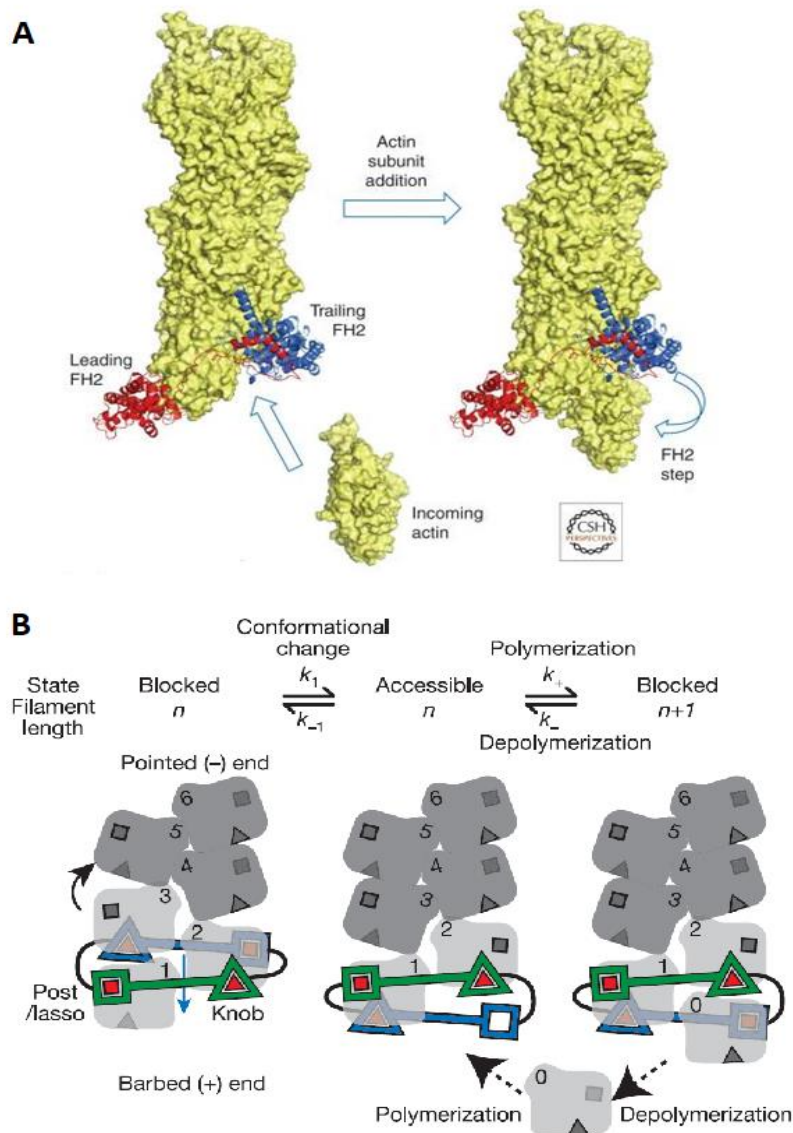 A
Actin
subunit
addition
Trailing
FH2
Leading
FH2
FH2
step
Incoming
actin
CSH
PERSPECTIVES
B
Conformational
change
Polymerization
State
Blocked
k₁
Accessible
k₊
Blocked
Filament
length
n
k₋₁
n
k₋
n+1
Depolymerization
Pointed (–) end
6
5
4
3
2
1
Post
/lasso
Knob
Barbed (+) end
6
5
4
3
2
1
0
6
5
4
3
2
1
0
Polymerization
Depolymerization